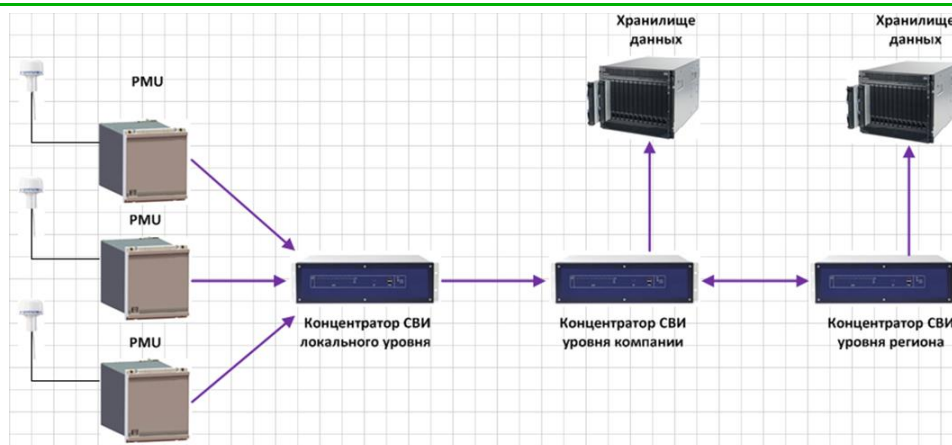 Хранилище
данных
Хранилище
данных
PMU
PMU
PMU
Концентратор СВИ
локального уровня
Концентратор СВИ
уровня компании
Концентратор СВИ
уровня региона